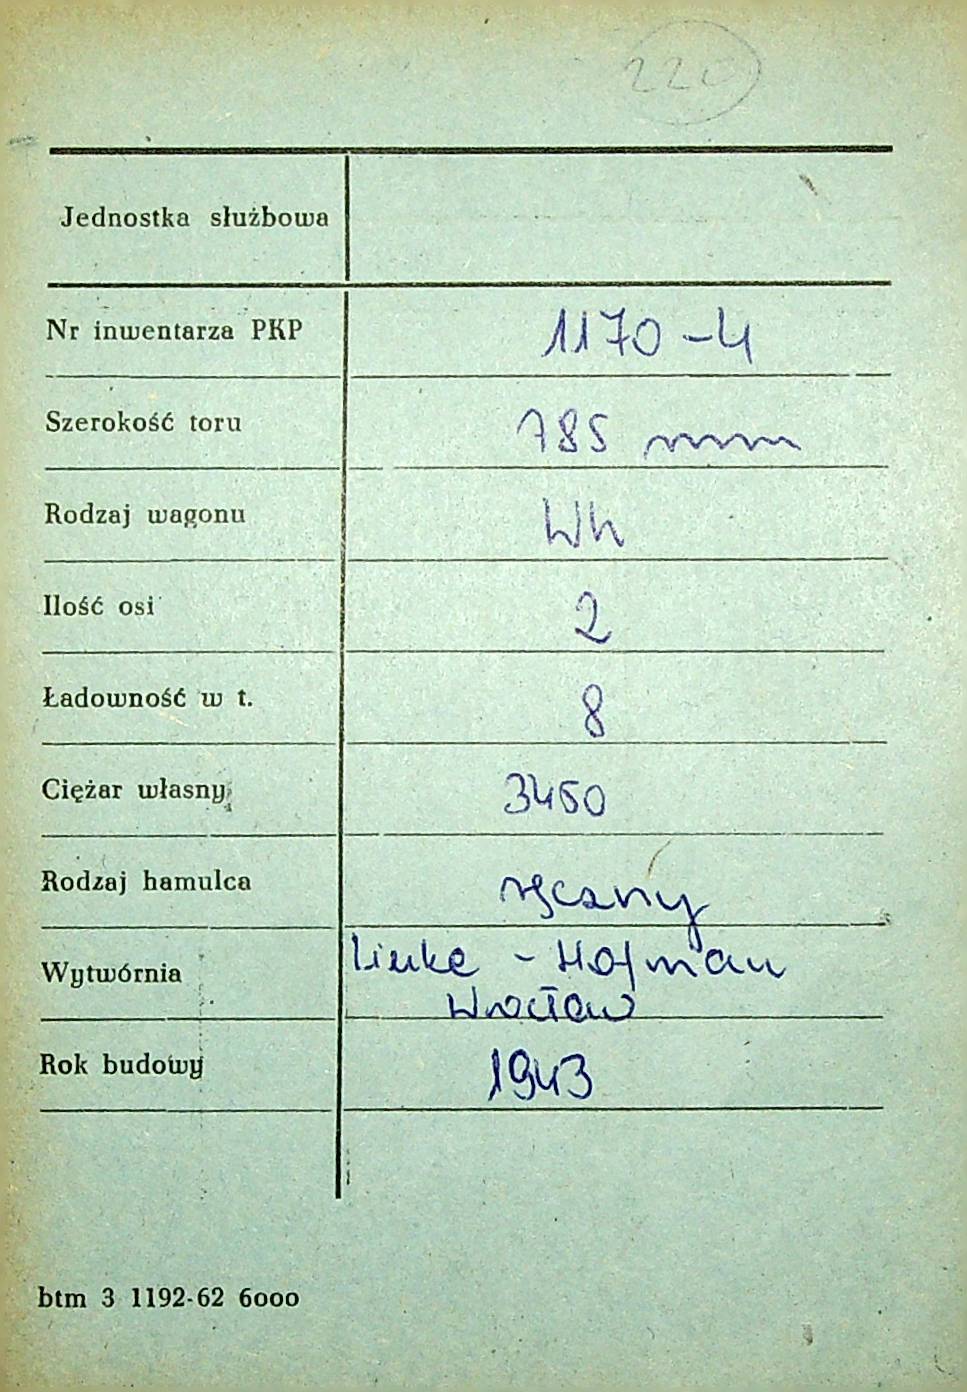 220
Jednostka służbowa
Nr inwentarza PKP 1170-4
Szerokość toru 785 mm
Rodzaj wagonu Wh
Ilość osi 2
Ładowność w t. 8
Ciężar własny 3450
Rodzaj hamulca ręczny
Wytwórnia Linke - Hofman
Wrocław
Rok budowy 1943
btm 3 1192-62 6000